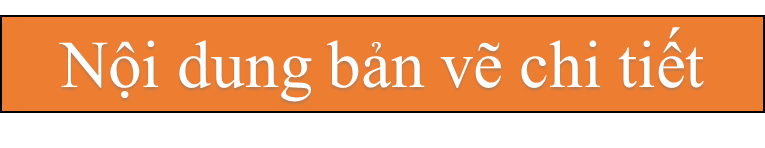 Nội dung bản vẽ chi tiết